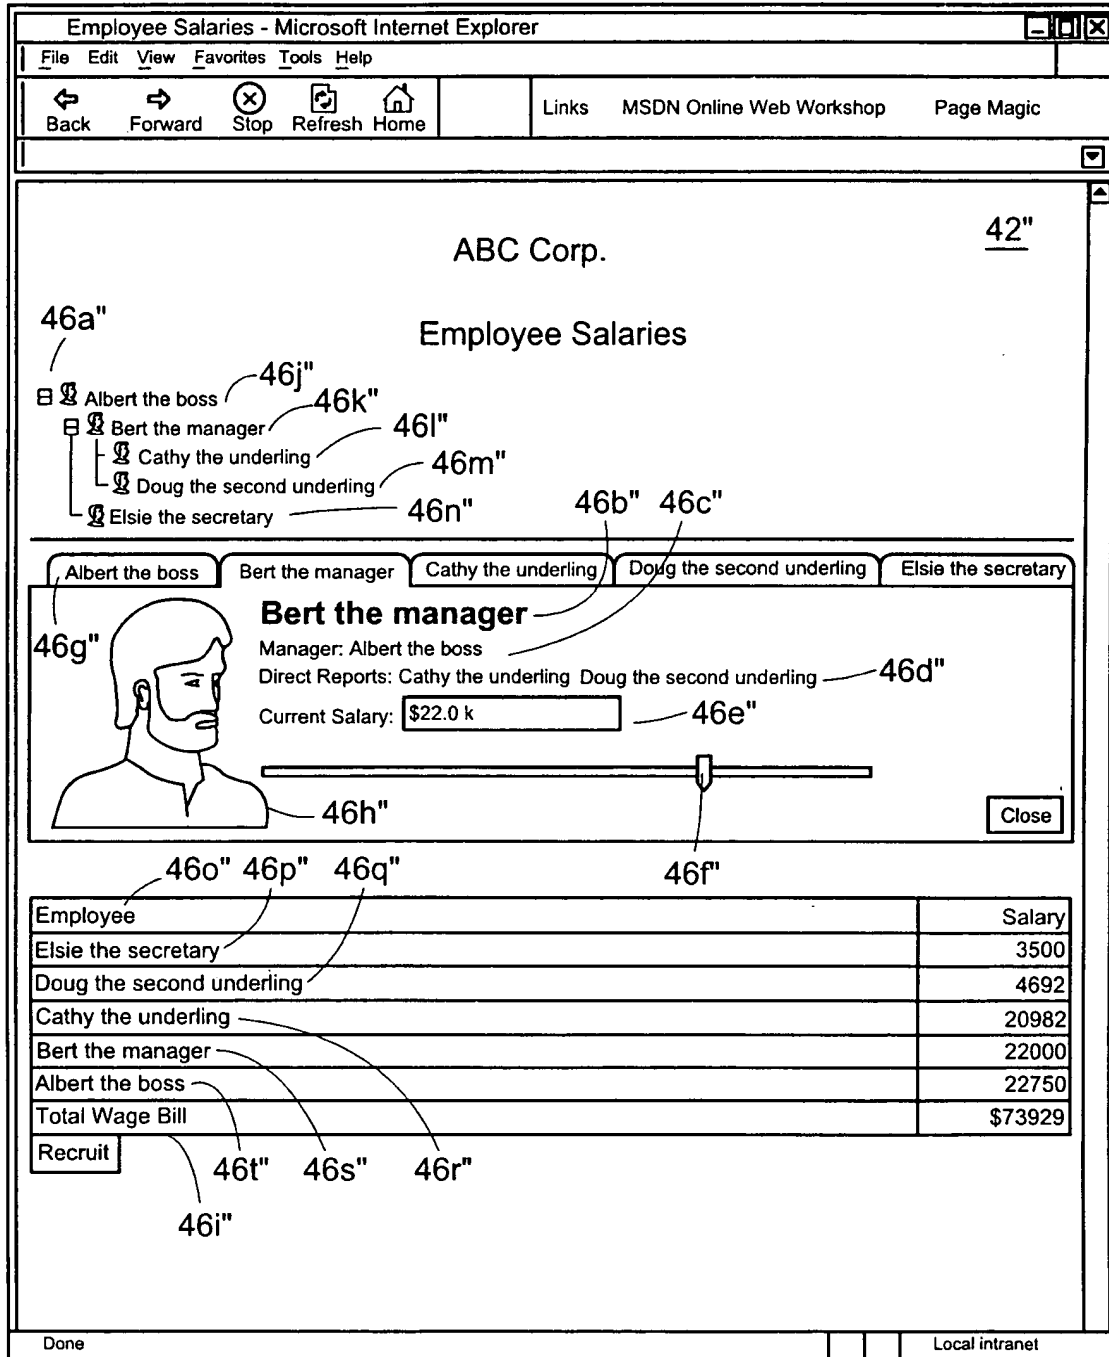 Employee Salaries - Microsoft Internet Explorer
File Edit View Favorites Tools Help
Back Forward Stop Refresh Home Links MSDN Online Web Workshop Page Magic
42"
ABC Corp.
46a"
Employee Salaries
46j"
Albert the boss
46k"
Bert the manager
46l"
Cathy the underling
46m"
Doug the second underling
46n"
Elsie the secretary
46b" 46c"
Albert the boss Bert the manager Cathy the underling Doug the second underling Elsie the secretary
Bert the manager
46g"
Manager: Albert the boss
Direct Reports: Cathy the underling Doug the second underling 46d"
Current Salary: $22.0 k 46e"
46h"
Close
46o" 46p" 46q" 46f"
Employee Salary
Elsie the secretary 3500
Doug the second underling 4692
Cathy the underling 20982
Bert the manager 22000
Albert the boss 22750
Total Wage Bill $73929
Recruit
46t" 46s" 46r"
46i"
Done Local intranet